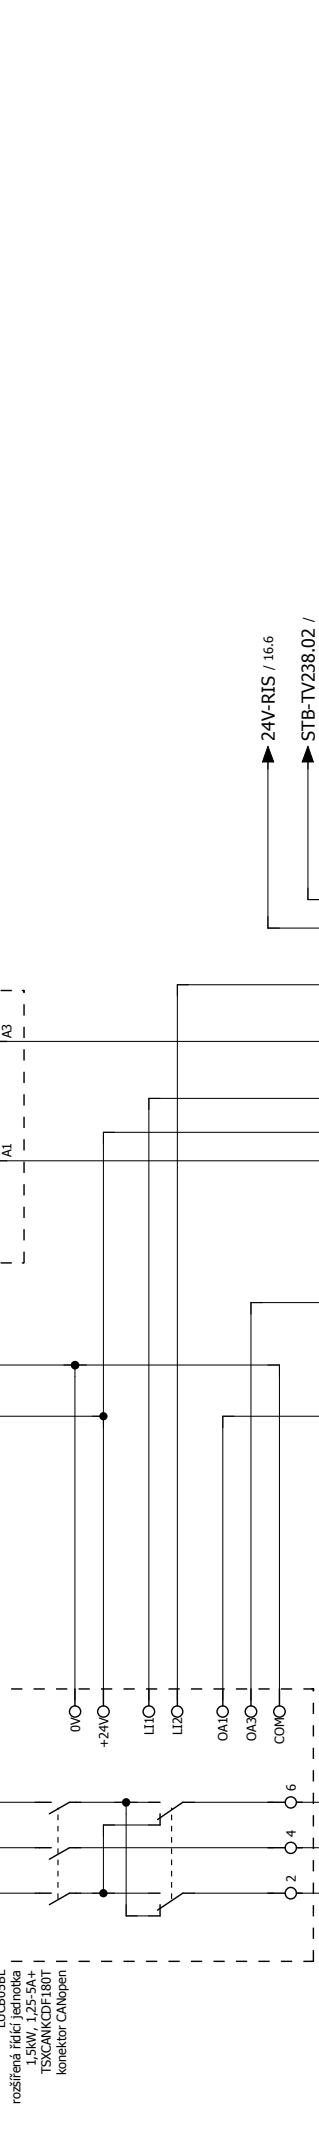 24V-RIS / 16.6
STB-TV238.02 /
A3
A1
0V
+24V
LI1
LI2
OA1
OA3
COM
6
4
2
rozšířená řídící jednotka
1,5kW, 1,25-5A+
TSXCANKCDF180T
konektor CANopen